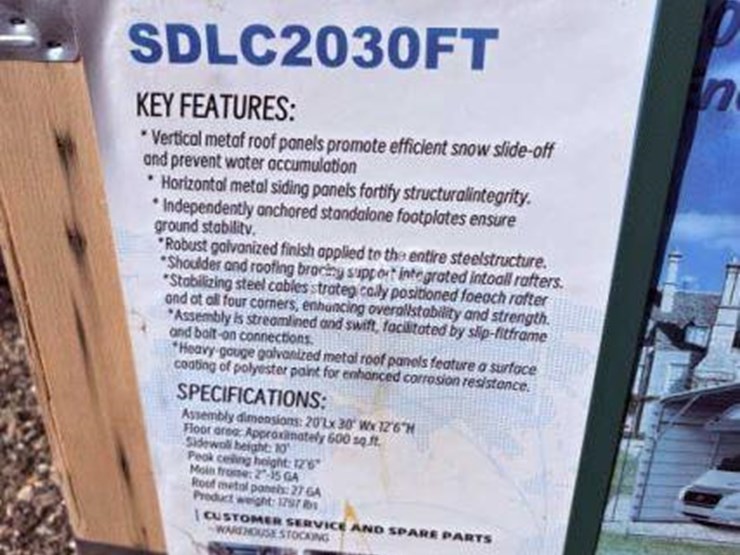 SDLC2030FT
KEY FEATURES:
* Vertical metaf roof panels promote efficient snow slide-off
and prevent water accumulation
* Horizontal metal siding panels fortify structuralintegrity.
* Independently anchored standalone footplates ensure
ground stability.
*Robust galvanized finish applied to the entire steelstructure.
*Shoulder and roofing bracing support integrated intoall rafters.
*Stabilizing steel cables strategically positioned foeach rafter
and at all four corners, enhancing overallstability and strength.
*Assembly is streamlined and swift, facilitated by slip-fitframe
and bolt-on connections.
*Heavy-gauge galvanized metal roof panels feature a surface
coating of polyester paint for enhanced corrosion resistance.
SPECIFICATIONS:
Assembly dimensions: 20'Lx 30' Wx 12'6"H
Floor area: Approximately 600 sq.ft.
Sidewall height: 10'
Peak ceiling height: 12'6"
Main frame: 2"-15 GA
Roof metal panels: 27 GA
Product weight: 1797 lbs
CUSTOMER SERVICE AND SPARE PARTS
-WAREHOUSE STOCKING